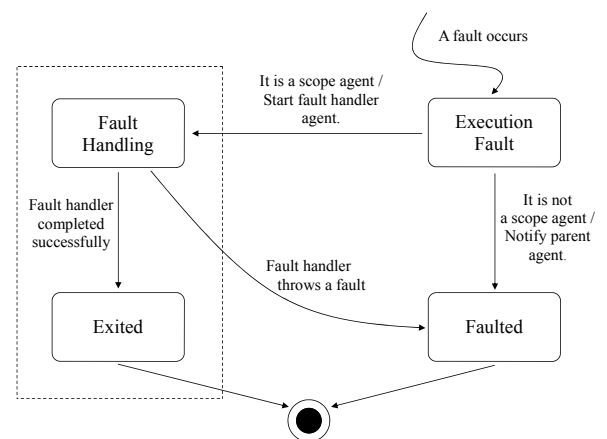 A fault occurs
It is a scope agent /
Start fault handler
agent.
Fault
Handling
Execution
Fault
Fault handler
completed
successfully
It is not
a scope agent /
Notify parent
agent.
Fault handler
throws a fault
Exited
Faulted